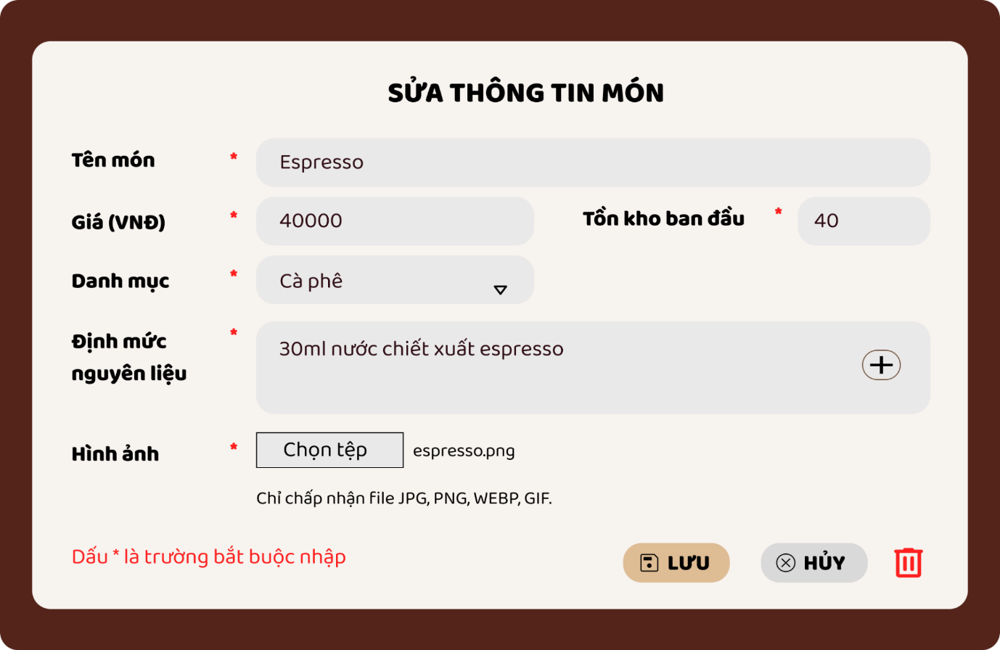 SỬA THÔNG TIN MÓN
Tên món * Espresso
Giá (VNĐ) * 40000 Tồn kho ban đầu * 40
Danh mục * Cà phê
Định mức * 30ml nước chiết xuất espresso
nguyên liệu
Hình ảnh * Chọn tệp espresso.png
Chỉ chấp nhận file JPG, PNG, WEBP, GIF.
Dấu * là trường bắt buộc nhập LƯU HỦY